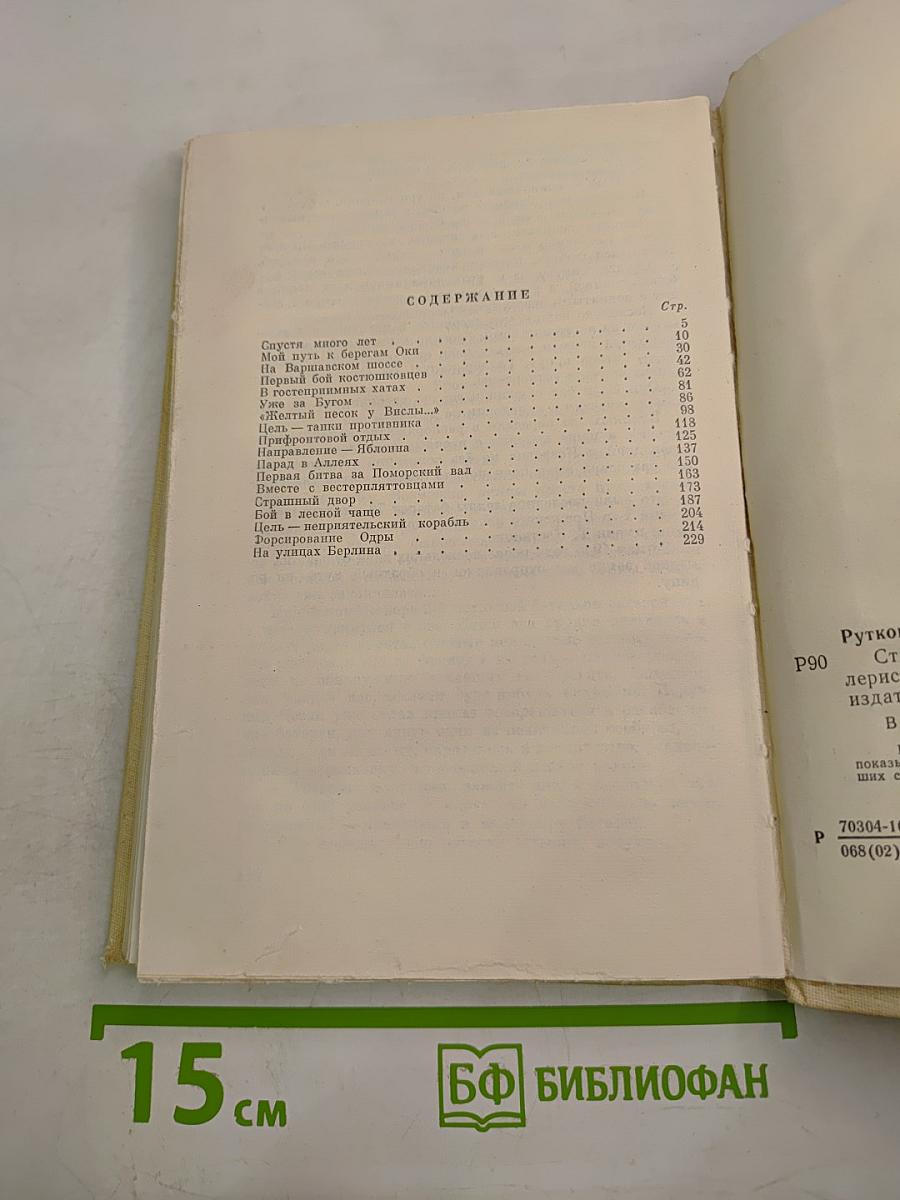 СОДЕРЖАНИЕ
Стр.
Спустя много лет . . . . . . . . . . . . 5
Мой путь к берегам Оки . . . . . . . . . . 10
На Варшавском шоссе . . . . . . . . . . . 30
Первый бой костюшковцев . . . . . . . . . . 42
В гостеприимных хатах . . . . . . . . . . . 62
Уже за Бугом . . . . . . . . . . . . . 81
«Желтый песок у Вислы...» . . . . . . . . . 86
Цель — танки противника . . . . . . . . . . 98
Прифронтовой отдых . . . . . . . . . . . 118
Направление — Яблонна . . . . . . . . . . . 125
Парад в Аллеях . . . . . . . . . . . . 137
Первая битва за Поморский вал . . . . . . . . 150
Вместе с вестерпляттовцами . . . . . . . . . 163
Страшный двор . . . . . . . . . . . . . 173
Бой в лесной чаще . . . . . . . . . . . . 187
Цель — неприятельский корабль . . . . . . . . 204
Форсирование Одры . . . . . . . . . . . 214
На улицах Берлина . . . . . . . . . . . . 229
Рутко
Р90
Ст
лерис
издат
В
показы
ших с
Р 70304-1
068(02)
15 см
БФ БИБЛИОФАН